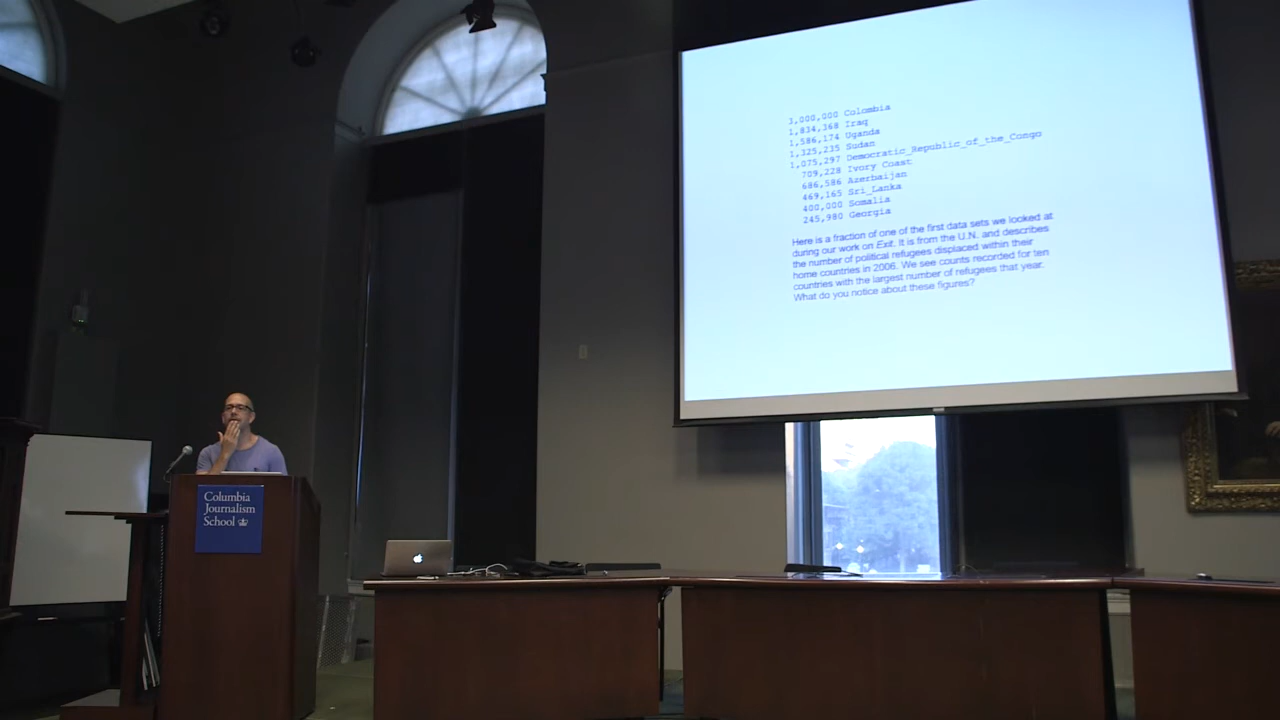 Columbia
Journalism
School
3,000,000 Colombia
1,834,368 Iraq
1,586,174 Uganda
1,325,235 Sudan
1,075,297 Democratic_Republic_of_the_Congo
709,228 Ivory Coast
686,586 Azerbaijan
469,165 Sri_Lanka
400,000 Somalia
245,980 Georgia
Here is a fraction of one of the first data sets we looked at
during our work on Exit. It is from the U.N. and describes
the number of political refugees displaced within their
home countries in 2006. We see counts recorded for ten
countries with the largest number of refugees that year.
What do you notice about these figures?